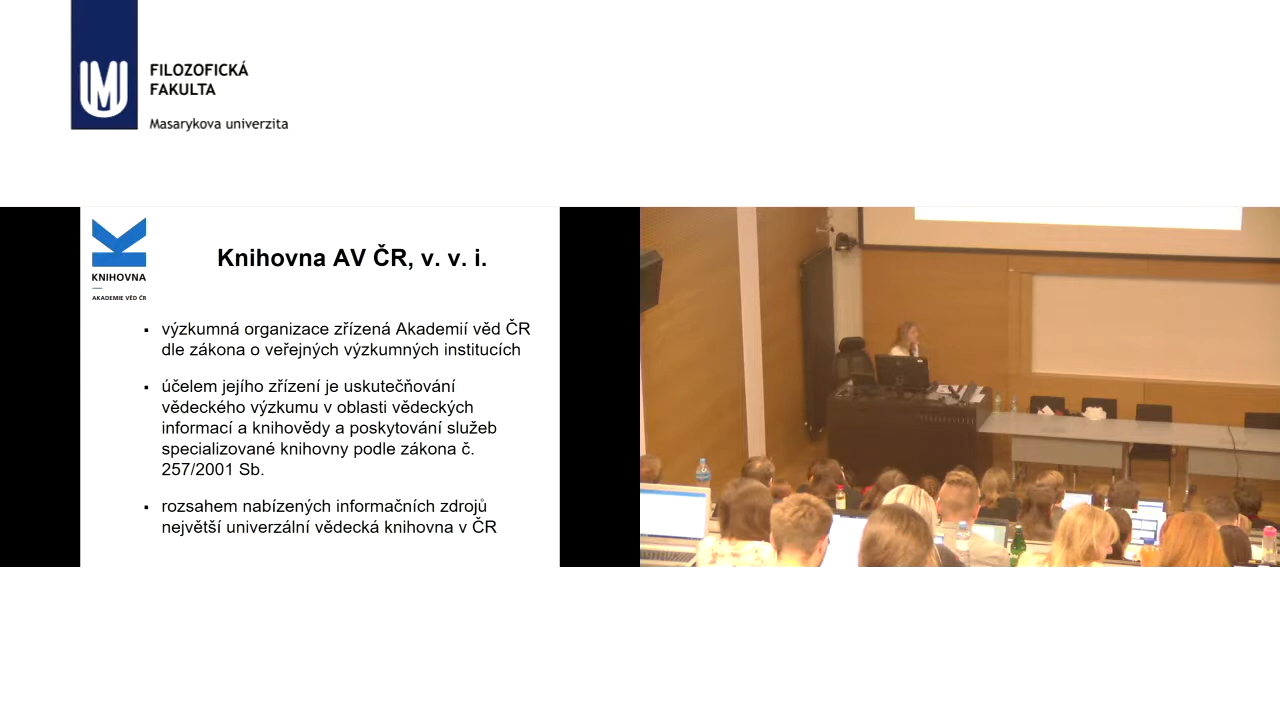 FILOZOFICKÁ
FAKULTA
Masarykova univerzita
KNIHOVNA
AKADEMIE VĚD ČR
Knihovna AV ČR, v. v. i.
▪ výzkumná organizace zřízená Akademií věd ČR
dle zákona o veřejných výzkumných institucích
▪ účelem jejího zřízení je uskutečňování
vědeckého výzkumu v oblasti vědeckých
informací a knihovědy a poskytování služeb
specializované knihovny podle zákona č.
257/2001 Sb.
▪ rozsahem nabízených informačních zdrojů
největší univerzální vědecká knihovna v ČR